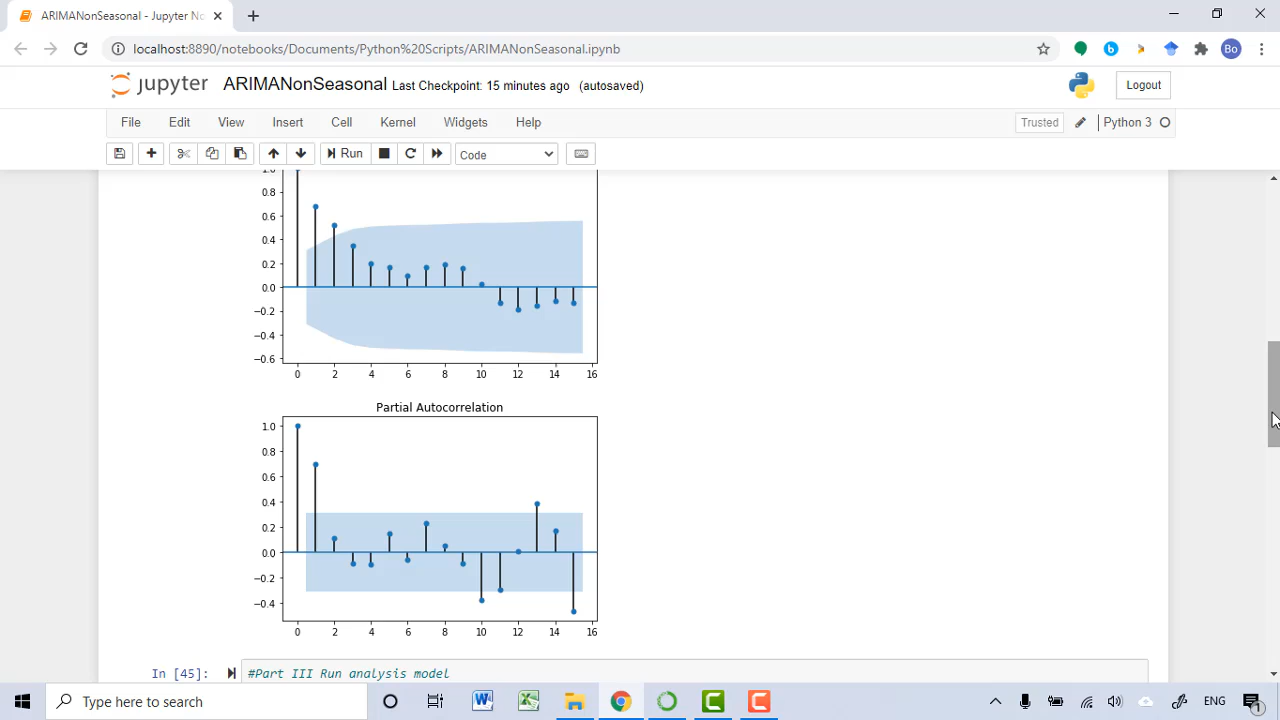 ARIMANonSeasonal - Jupyter No
localhost:8890/notebooks/Documents/Python%20Scripts/ARIMANonSeasonal.ipynb
Bo
jupyter ARIMANonSeasonal Last Checkpoint: 15 minutes ago (autosaved)
Logout
File Edit View Insert Cell Kernel Widgets Help
Trusted Python 3
Run Code
1.0
0.8
0.6
0.4
0.2
0.0
−0.2
−0.4
−0.6
0 2 4 6 8 10 12 14 16
Partial Autocorrelation
1.0
0.8
0.6
0.4
0.2
0.0
−0.2
−0.4
0 2 4 6 8 10 12 14 16
In [45]: #Part III Run analysis model
Type here to search
ENG
1